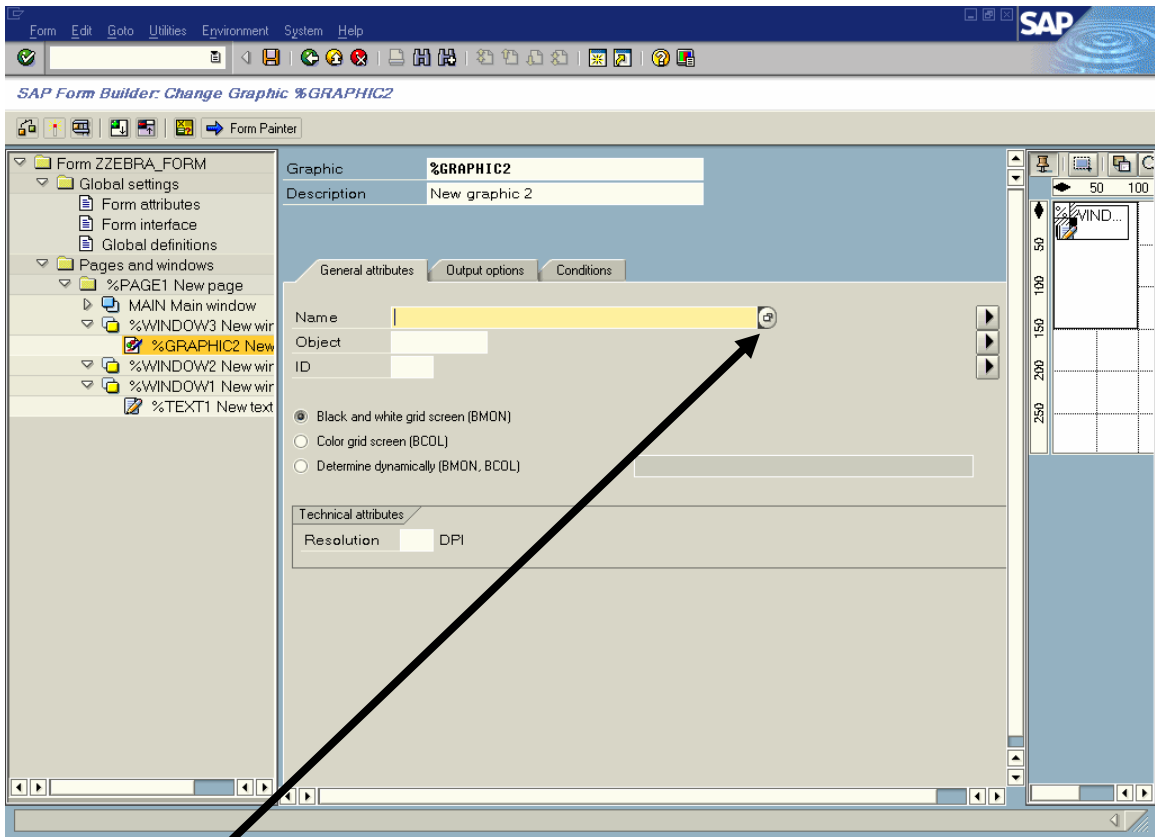 Form Edit Goto Utilities Environment System Help
SAP
SAP Form Builder: Change Graphic %GRAPHIC2
Form Painter
Form ZZEBRA_FORM
Global settings
Form attributes
Form interface
Global definitions
Pages and windows
%PAGE1 New page
MAIN Main window
%WINDOW3 New wir
%GRAPHIC2 New
%WINDOW2 New wir
%WINDOW1 New wir
%TEXT1 New text
Graphic %GRAPHIC2
Description New graphic 2
General attributes Output options Conditions
Name
Object
ID
Black and white grid screen (BMON)
Color grid screen (BCOL)
Determine dynamically (BMON, BCOL)
Technical attributes
Resolution DPI
50 100
WIND...
50
100
150
200
250